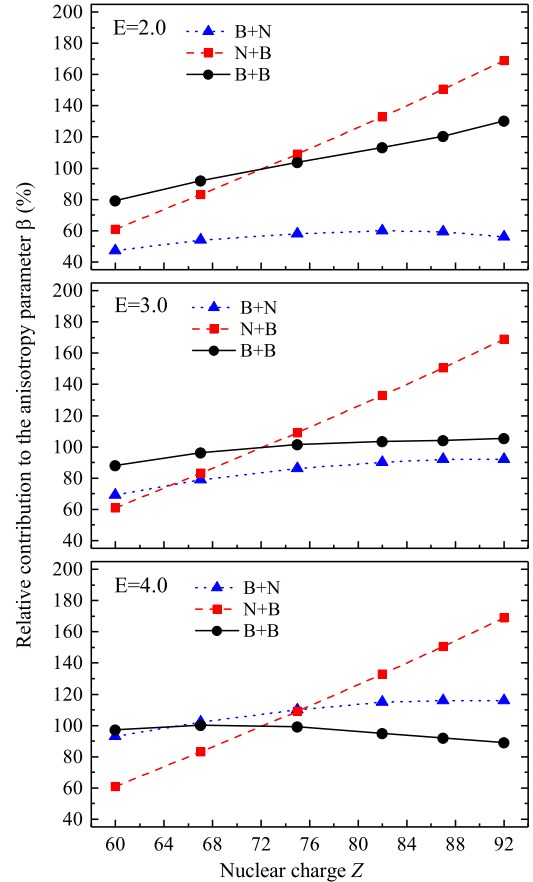 Relative contribution to the anisotropy parameter β (%)
E=2.0
B+N
N+B
B+B
200
180
160
140
120
100
80
60
40
E=3.0
B+N
N+B
B+B
200
180
160
140
120
100
80
60
40
E=4.0
B+N
N+B
B+B
200
180
160
140
120
100
80
60
40
60 64 68 72 76 80 84 88 92
Nuclear charge Z